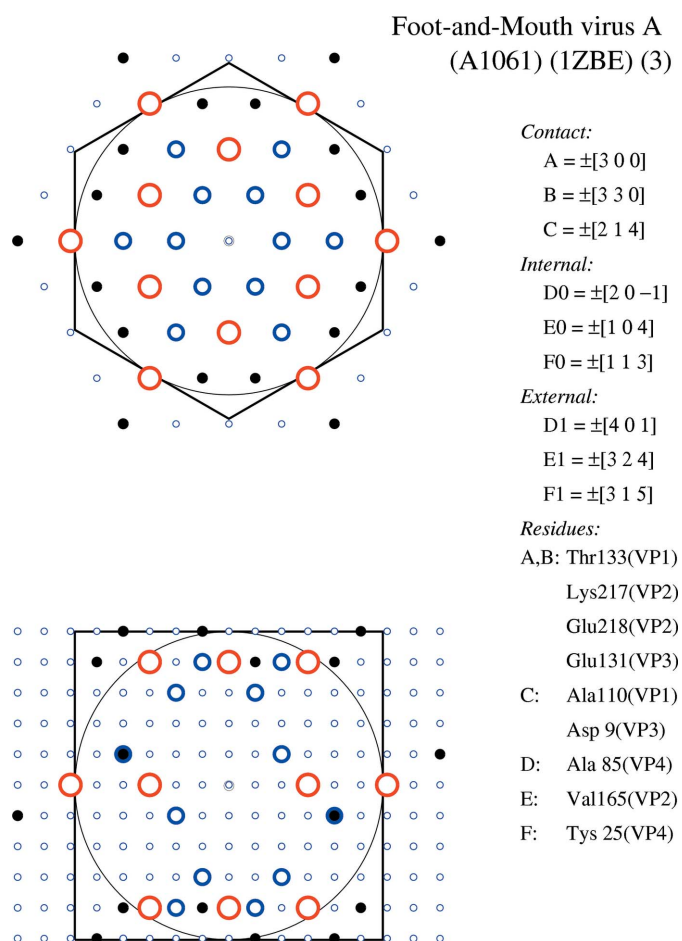 Foot-and-Mouth virus A
(A1061) (1ZBE) (3)
Contact:
A = ±[3 0 0]
B = ±[3 3 0]
C = ±[2 1 4]
Internal:
D0 = ±[2 0 −1]
E0 = ±[1 0 4]
F0 = ±[1 1 3]
External:
D1 = ±[4 0 1]
E1 = ±[3 2 4]
F1 = ±[3 1 5]
Residues:
A,B: Thr133(VP1)
Lys217(VP2)
Glu218(VP2)
Glu131(VP3)
C: Ala110(VP1)
Asp 9(VP3)
D: Ala 85(VP4)
E: Val165(VP2)
F: Tys 25(VP4)